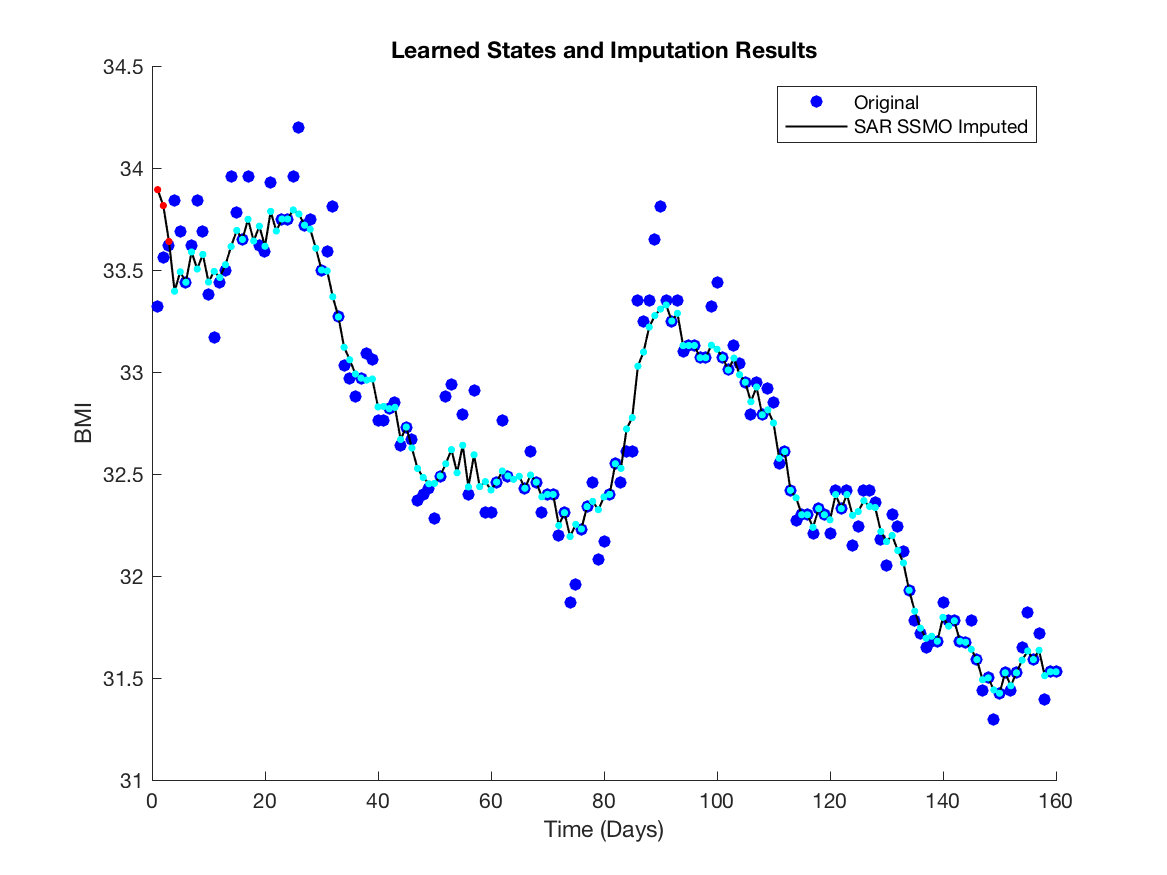 Learned States and Imputation Results
34.5
34
33.5
33
32.5
32
31.5
31
BMI
Original
SAR SSMO Imputed
0 20 40 60 80 100 120 140 160
Time (Days)